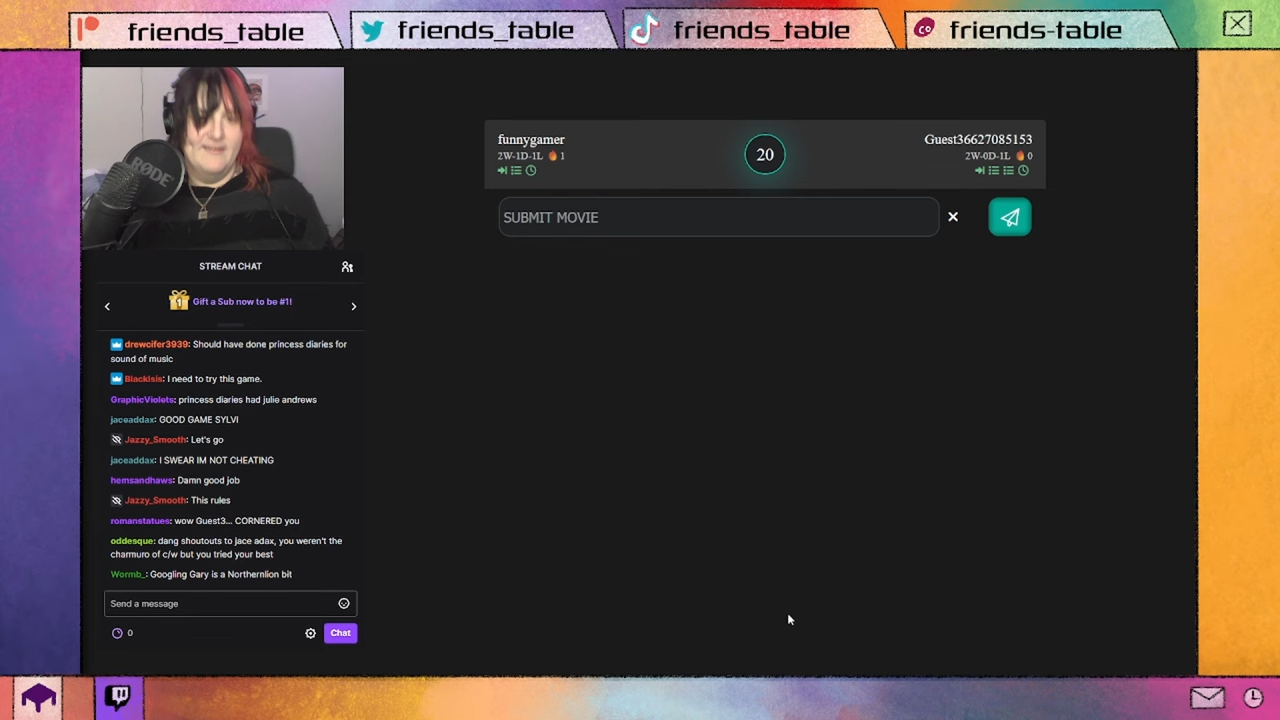 friends_table
friends_table
friends_table
friends-table
RØDE
STREAM CHAT
1
Gift a Sub now to be #1!
drewcifer3939: Should have done princess diaries for
sound of music
BlackIsis: I need to try this game.
GraphicViolets: princess diaries had julie andrews
jaceaddax: GOOD GAME SYLVI
Jazzy_Smooth: Let's go
jaceaddax: I SWEAR IM NOT CHEATING
hemsandhaws: Damn good job
Jazzy_Smooth: This rules
romanstatues: wow Guest3... CORNERED you
oddesque: dang shoutouts to jace adax, you weren't the
charmuro of c/w but you tried your best
Wormb_: Googling Gary is a Northernlion bit
Send a message
0
Chat
funnygamer
2W-1D-1L 1
20
Guest36627085153
2W-0D-1L 0
SUBMIT MOVIE